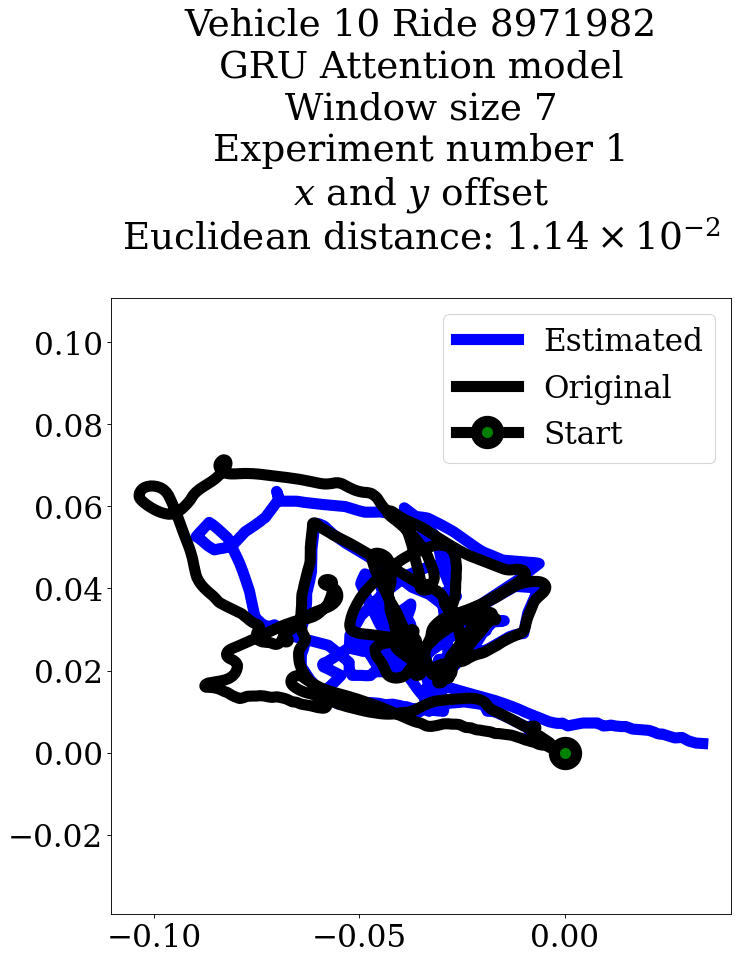 Vehicle 10 Ride 8971982
GRU Attention model
Window size 7
Experiment number 1
x and y offset
Euclidean distance: 1.14 × 10⁻²
Estimated
Original
Start
0.10
0.08
0.06
0.04
0.02
0.00
−0.02
−0.10
−0.05
0.00